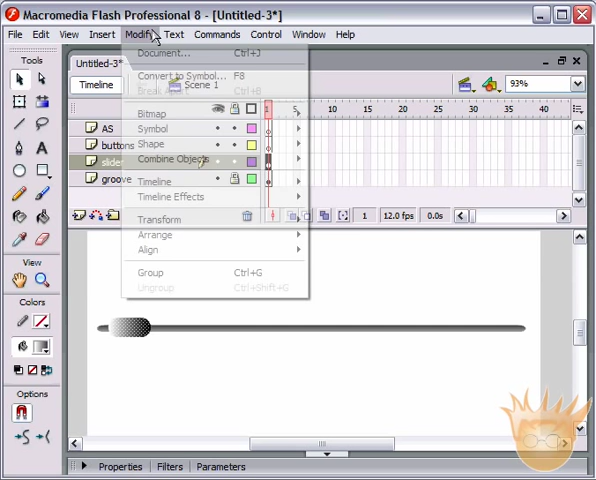 Macromedia Flash Professional 8 - [Untitled-3*]
File Edit View Insert Modify Text Commands Control Window Help
Tools
Untitled-3*
Document... Ctrl+J
Timeline
Convert to Symbol... F8
Scene 1
93%
Break Apart Ctrl+B
1 5 15 20 25 30 35 40
Bitmap
AS
Symbol
buttons
Shape
slider
Combine Objects
groove
Timeline
Timeline Effects
1 12.0 fps 0.0s
Transform
Arrange
Align
View
Group Ctrl+G
Ungroup Ctrl+Shift+G
Colors
Options
Properties Filters Parameters